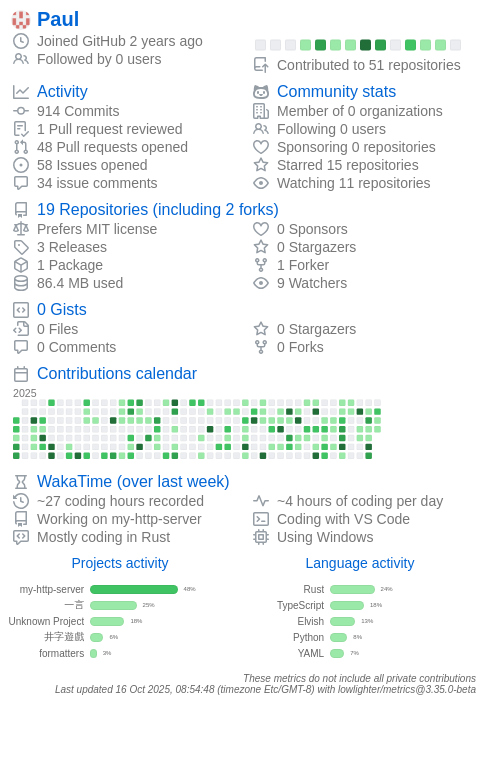 Paul
Joined GitHub 2 years ago
Followed by 0 users
Contributed to 51 repositories
Activity
914 Commits
1 Pull request reviewed
48 Pull requests opened
58 Issues opened
34 issue comments
Community stats
Member of 0 organizations
Following 0 users
Sponsoring 0 repositories
Starred 15 repositories
Watching 11 repositories
19 Repositories (including 2 forks)
Prefers MIT license
3 Releases
1 Package
86.4 MB used
0 Sponsors
0 Stargazers
1 Forker
9 Watchers
0 Gists
0 Files
0 Comments
0 Stargazers
0 Forks
Contributions calendar
2025
WakaTime (over last week)
~27 coding hours recorded
Working on my-http-server
Mostly coding in Rust
~4 hours of coding per day
Coding with VS Code
Using Windows
Projects activity
my-http-server 48%
一言 25%
Unknown Project 18%
井字遊戲 6%
formatters 3%
Language activity
Rust 24%
TypeScript 18%
Elvish 13%
Python 8%
YAML 7%
These metrics do not include all private contributions
Last updated 16 Oct 2025, 08:54:48 (timezone Etc/GMT-8) with lowlighter/metrics@3.35.0-beta